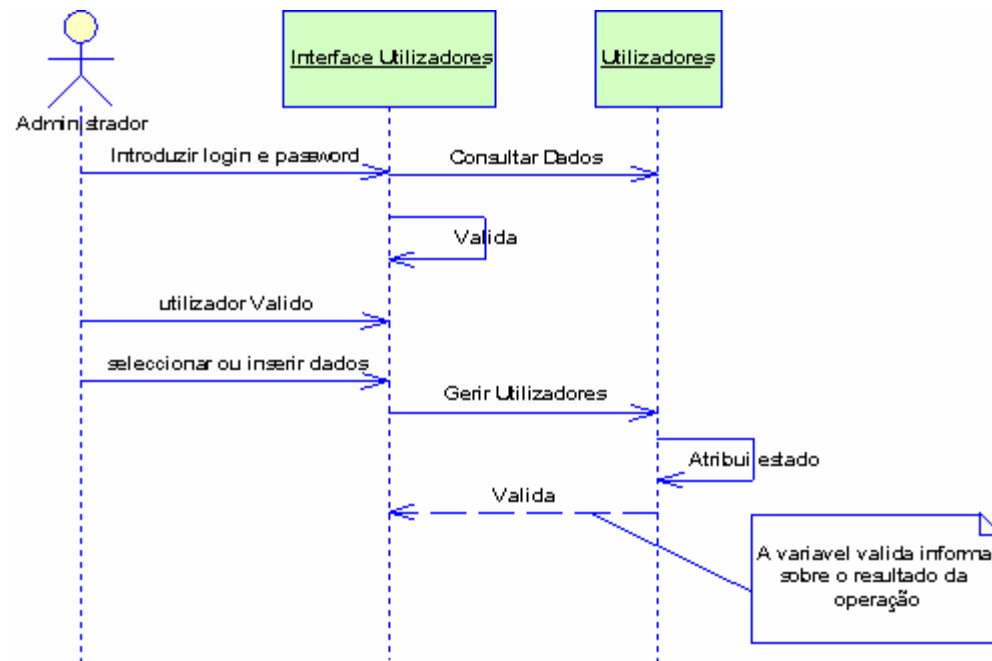 Interface Utilizadores
Utilizadores
Administrador
Introduzir login e password
Consultar Dados
Valida
utilizador Valido
seleccionar ou inserir dados
Gerir Utilizadores
Atribui estado
Valida
A variavel valida informa
sobre o resultado da
operação